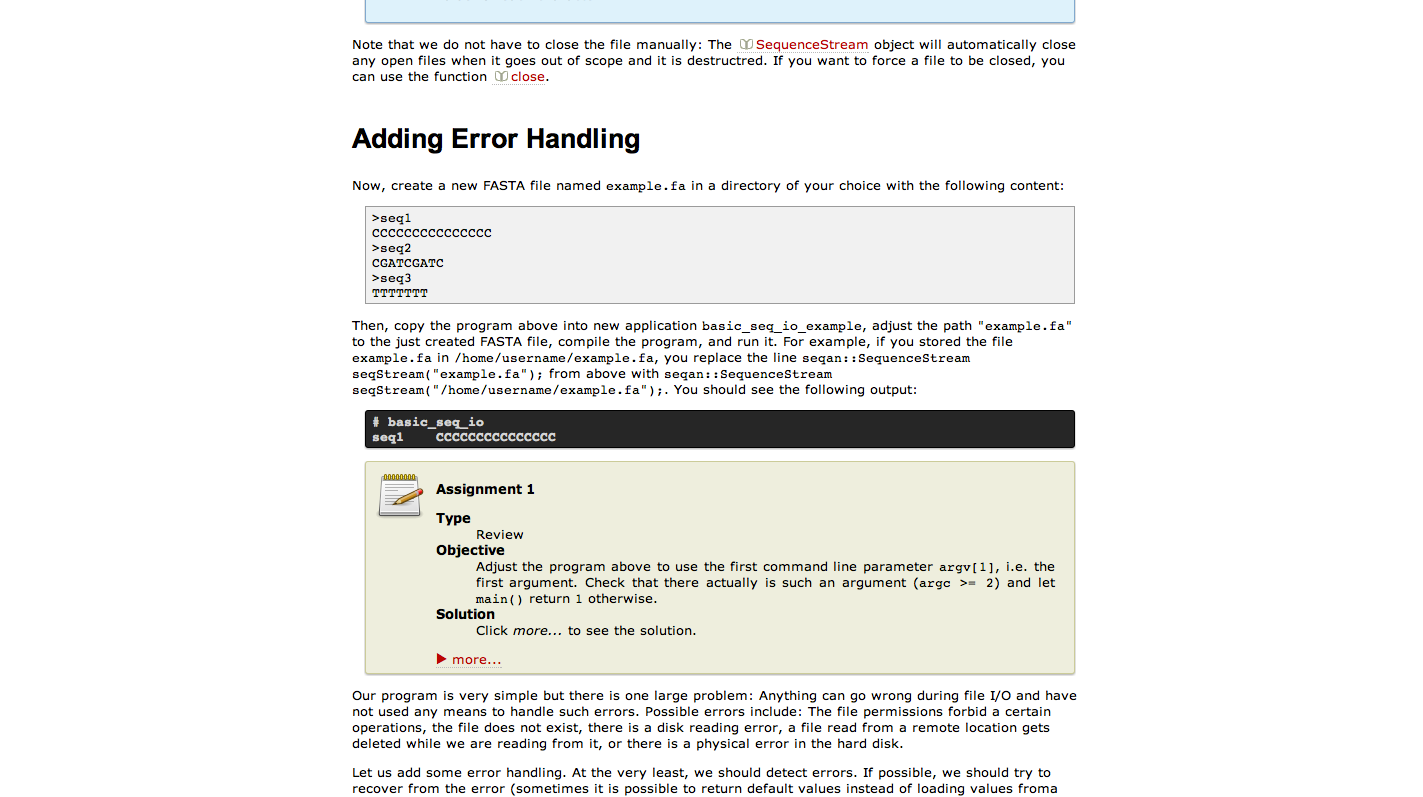 Note that we do not have to close the file manually: The SequenceStream object will automatically close
any open files when it goes out of scope and it is destructred. If you want to force a file to be closed, you
can use the function close.
Adding Error Handling
Now, create a new FASTA file named example.fa in a directory of your choice with the following content:
>seq1
CCCCCCCCCCCCCCC
>seq2
CGATCGATC
>seq3
TTTTTTT
Then, copy the program above into new application basic_seq_io_example, adjust the path "example.fa"
to the just created FASTA file, compile the program, and run it. For example, if you stored the file
example.fa in /home/username/example.fa, you replace the line seqan::SequenceStream
seqStream("example.fa"); from above with seqan::SequenceStream
seqStream("/home/username/example.fa");. You should see the following output:
# basic_seq_io
seq1    CCCCCCCCCCCCCCC
Assignment 1
Type
Review
Objective
Adjust the program above to use the first command line parameter argv[1], i.e. the
first argument. Check that there actually is such an argument (argc >= 2) and let
main() return 1 otherwise.
Solution
Click more... to see the solution.
more...
Our program is very simple but there is one large problem: Anything can go wrong during file I/O and have
not used any means to handle such errors. Possible errors include: The file permissions forbid a certain
operations, the file does not exist, there is a disk reading error, a file read from a remote location gets
deleted while we are reading from it, or there is a physical error in the hard disk.
Let us add some error handling. At the very least, we should detect errors. If possible, we should try to
recover from the error (sometimes it is possible to return default values instead of loading values froma